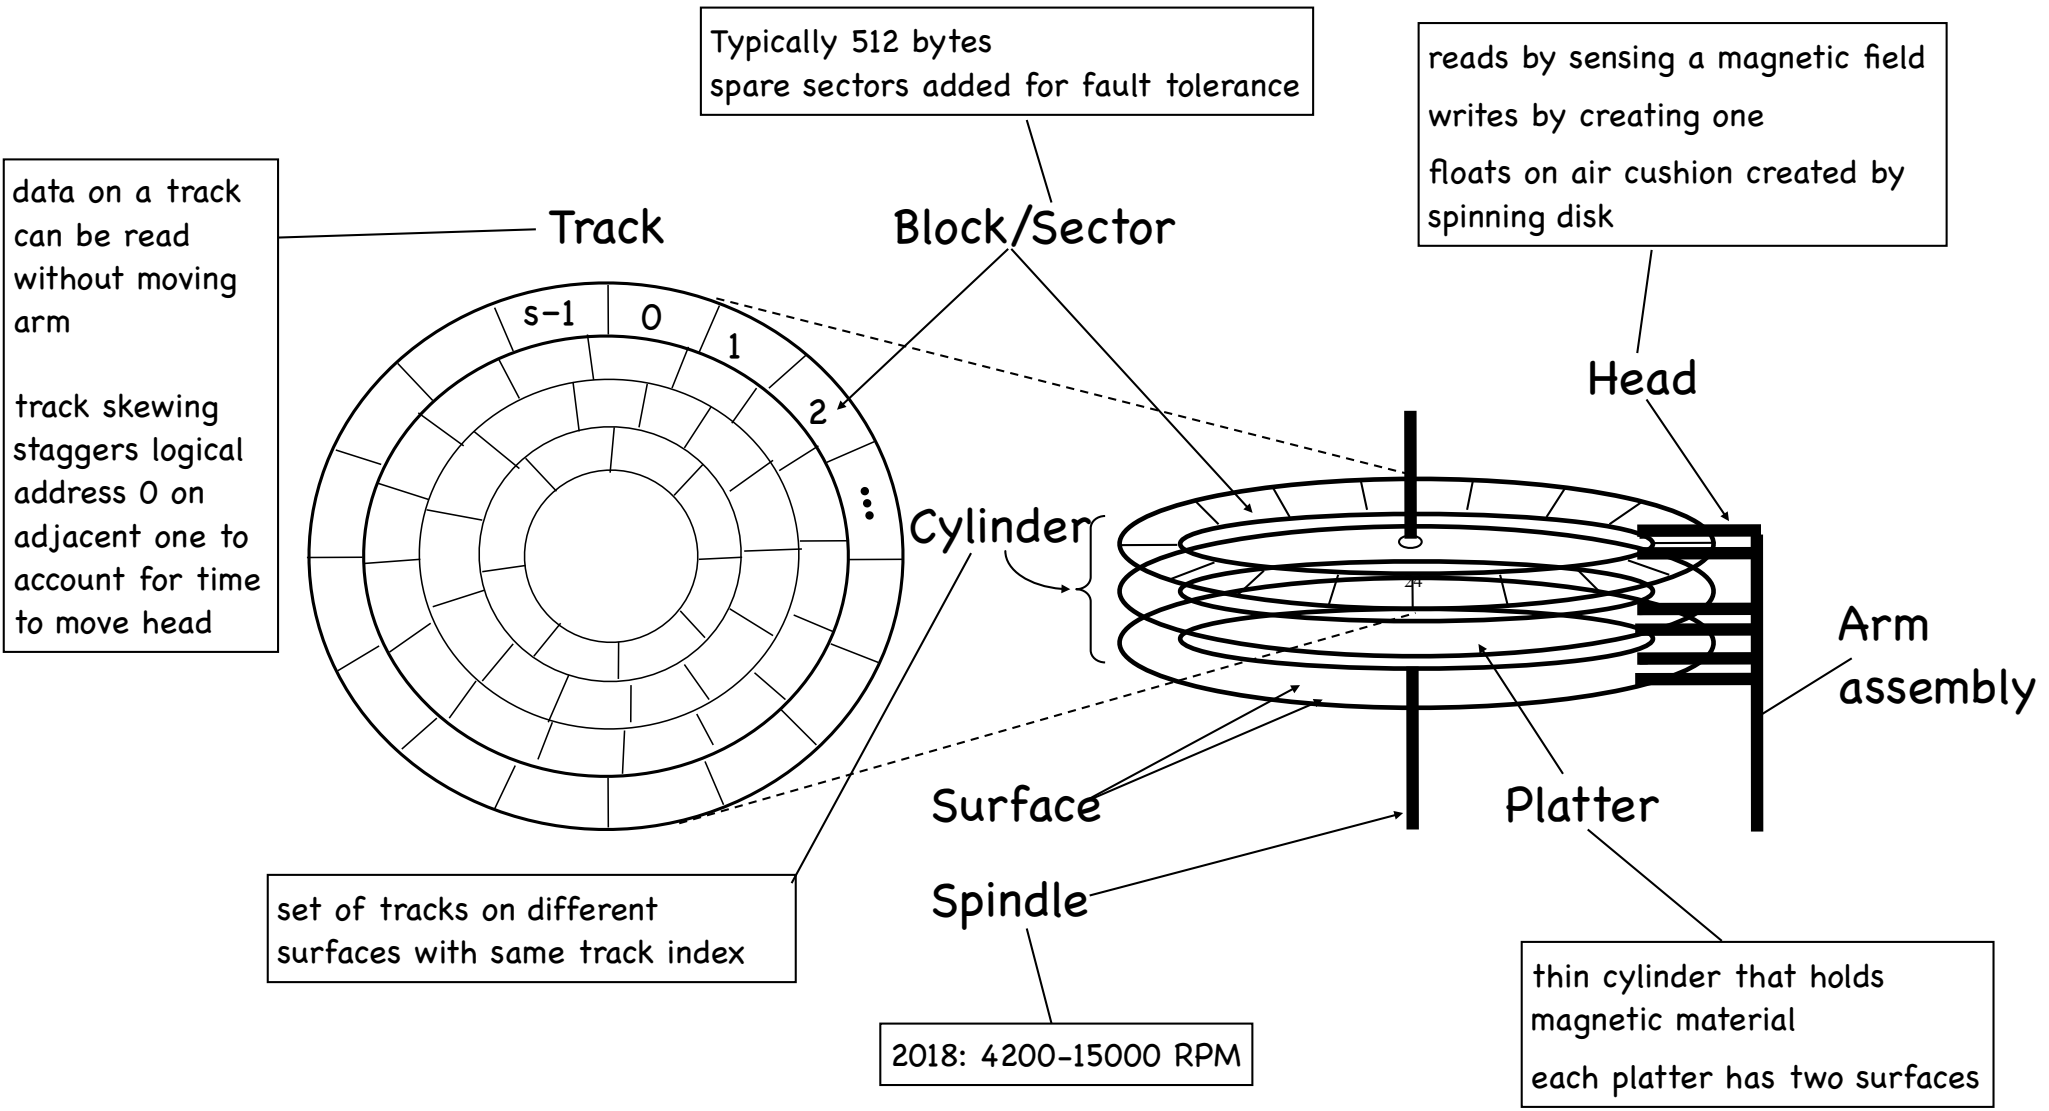 Typically 512 bytes
spare sectors added for fault tolerance
reads by sensing a magnetic field
writes by creating one
floats on air cushion created by
spinning disk
data on a track
can be read
without moving
arm
track skewing
staggers logical
address 0 on
adjacent one to
account for time
to move head
Track
Block/Sector
Head
s-1
0
1
2
...
Cylinder
24
Arm
assembly
Surface
Platter
Spindle
set of tracks on different
surfaces with same track index
2018: 4200-15000 RPM
thin cylinder that holds
magnetic material
each platter has two surfaces